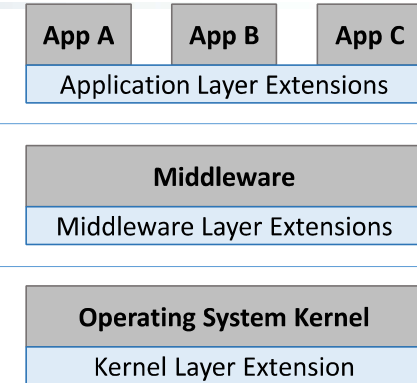 App A App B App C
Application Layer Extensions
Middleware
Middleware Layer Extensions
Operating System Kernel
Kernel Layer Extension